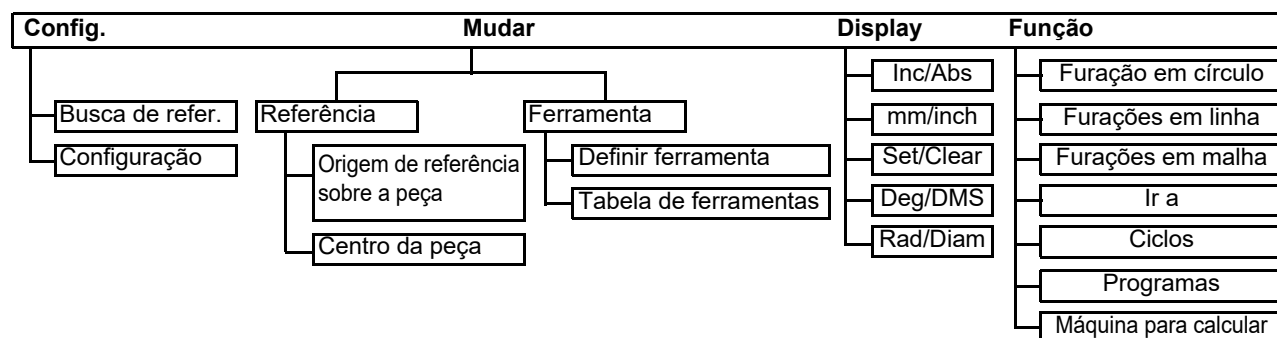 Config.
Mudar
Display
Função
Busca de refer.
Configuração
Referência
Origem de referência
sobre a peça
Centro da peça
Ferramenta
Definir ferramenta
Tabela de ferramentas
Inc/Abs
mm/inch
Set/Clear
Deg/DMS
Rad/Diam
Furação em círculo
Furações em linha
Furações em malha
Ir a
Ciclos
Programas
Máquina para calcular